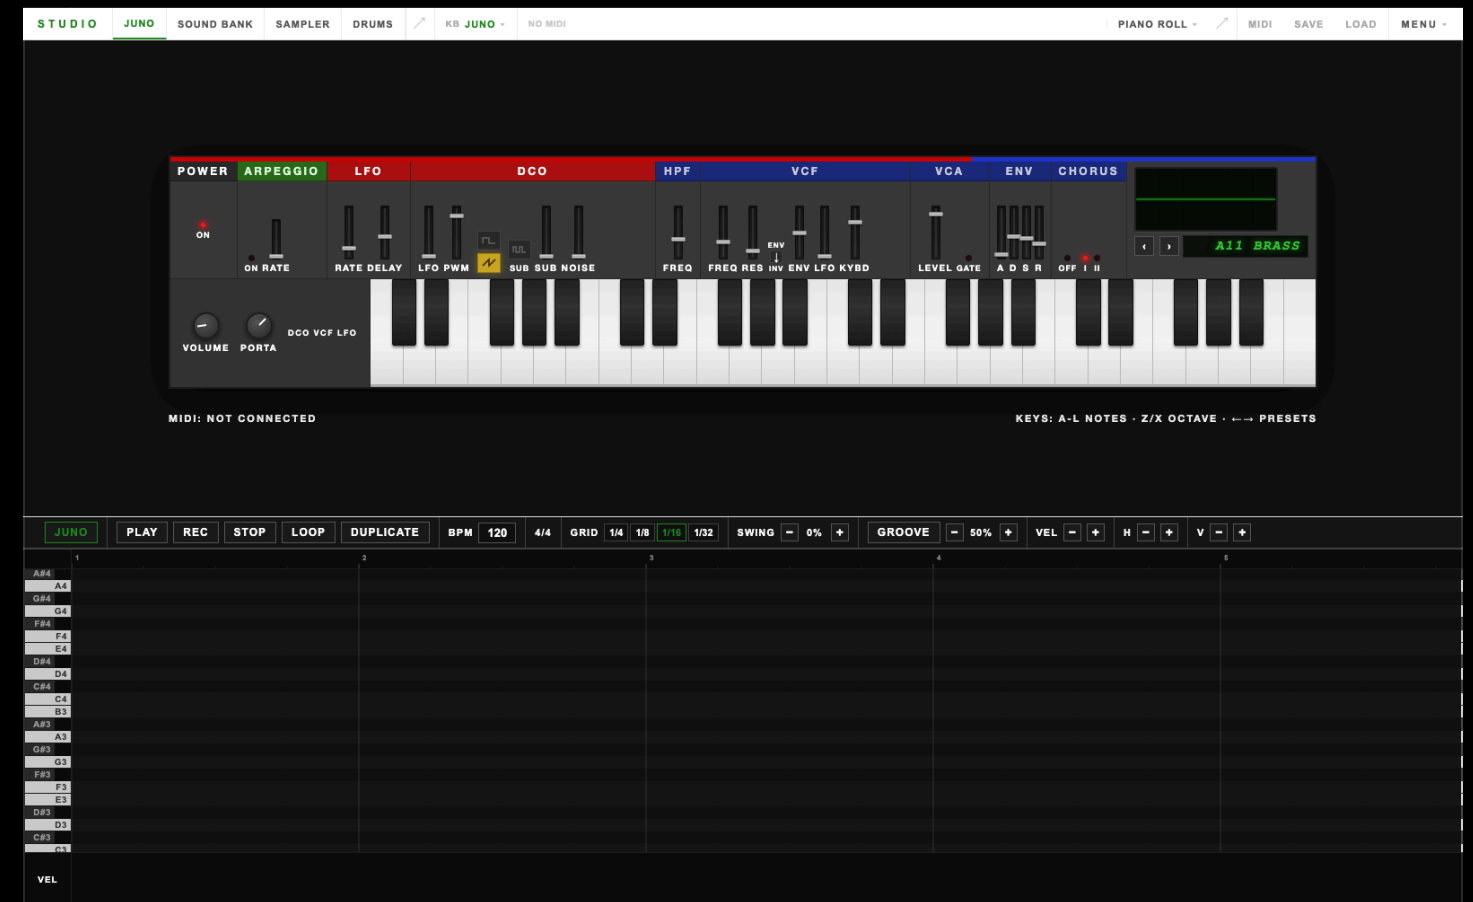 STUDIO JUNO SOUND BANK SAMPLER DRUMS KB JUNO NO MIDI PIANO ROLL MIDI SAVE LOAD MENU
POWER ARPEGGIO LFO DCO HPF VCF VCA ENV CHORUS
ON
ENV
‹ › A11 BRASS
↓
ON RATE RATE DELAY LFO PWM SUB SUB NOISE FREQ FREQ RES INV ENV LFO KYBD LEVEL GATE A D S R OFF I II
DCO VCF LFO
VOLUME PORTA
MIDI: NOT CONNECTED KEYS: A-L NOTES · Z/X OCTAVE · ←→ PRESETS
JUNO PLAY REC STOP LOOP DUPLICATE BPM 120 4/4 GRID 1/4 1/8 1/16 1/32 SWING − 0% + GROOVE − 50% + VEL − + H − + V − +
1 2 3 4 5
A#4
A4
G#4
G4
F#4
F4
E4
D#4
D4
C#4
C4
B3
A#3
A3
G#3
G3
F#3
F3
E3
D#3
D3
C#3
C3
VEL